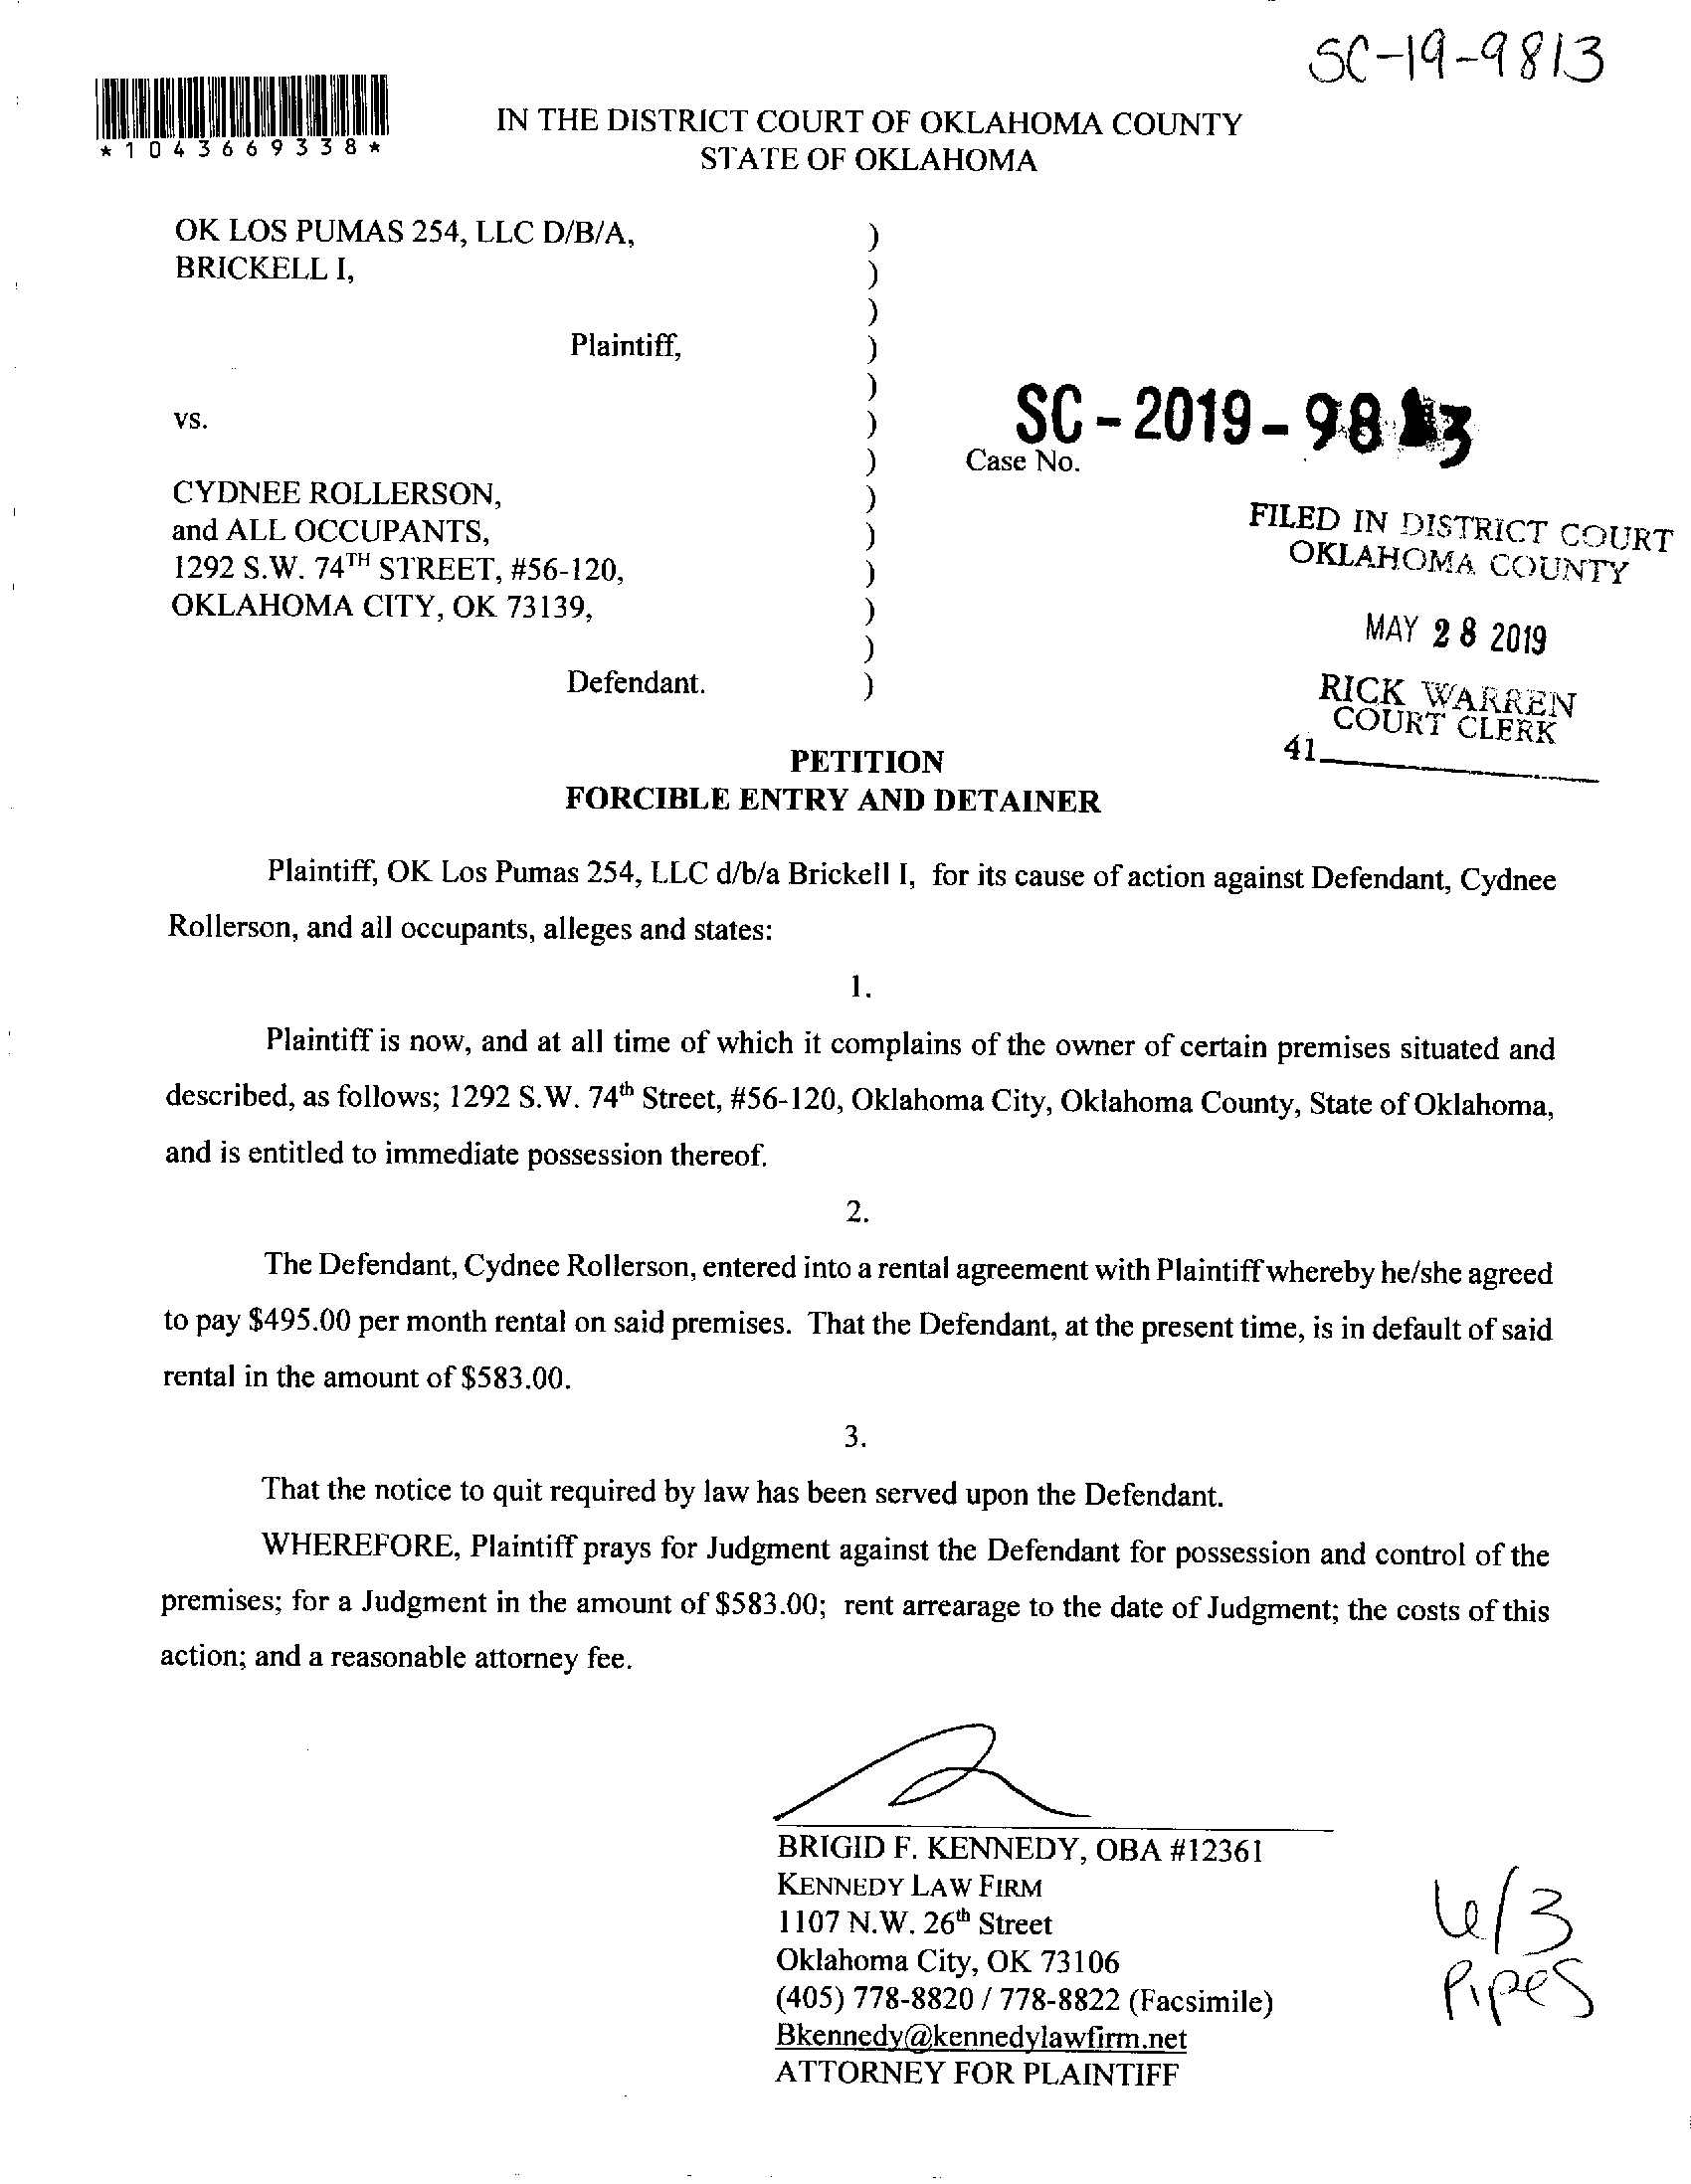 SC-19-9813
*1043669338*
IN THE DISTRICT COURT OF OKLAHOMA COUNTY
STATE OF OKLAHOMA
OK LOS PUMAS 254, LLC D/B/A, )
BRICKELL I, )
)
Plaintiff, )
)
vs. )
)
CYDNEE ROLLERSON, )
and ALL OCCUPANTS, )
1292 S.W. 74TH STREET, #56-120, )
OKLAHOMA CITY, OK 73139, )
)
Defendant. )
SC - 2019 - 9813
Case No.
FILED IN DISTRICT COURT
OKLAHOMA COUNTY
MAY 28 2019
RICK WARREN
COURT CLERK
41
PETITION
FORCIBLE ENTRY AND DETAINER
Plaintiff, OK Los Pumas 254, LLC d/b/a Brickell I, for its cause of action against Defendant, Cydnee
Rollerson, and all occupants, alleges and states:
1.
Plaintiff is now, and at all time of which it complains of the owner of certain premises situated and
described, as follows; 1292 S.W. 74th Street, #56-120, Oklahoma City, Oklahoma County, State of Oklahoma,
and is entitled to immediate possession thereof.
2.
The Defendant, Cydnee Rollerson, entered into a rental agreement with Plaintiff whereby he/she agreed
to pay $495.00 per month rental on said premises. That the Defendant, at the present time, is in default of said
rental in the amount of $583.00.
3.
That the notice to quit required by law has been served upon the Defendant.
WHEREFORE, Plaintiff prays for Judgment against the Defendant for possession and control of the
premises; for a Judgment in the amount of $583.00; rent arrearage to the date of Judgment; the costs of this
action; and a reasonable attorney fee.
BRIGID F. KENNEDY, OBA #12361
KENNEDY LAW FIRM
1107 N.W. 26th Street
Oklahoma City, OK 73106
(405) 778-8820 / 778-8822 (Facsimile)
Bkennedy@kennedylawfirm.net
ATTORNEY FOR PLAINTIFF
6/3
Pipes